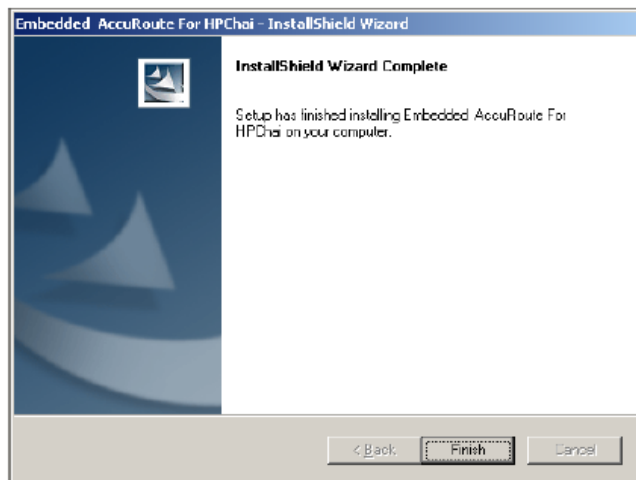 Embedded AccuRoute For HPChai - InstallShield Wizard
InstallShield Wizard Complete
Setup has finished installing Embedded AccuRoute For
HPChai on your computer.
< Back
Finish
Cancel